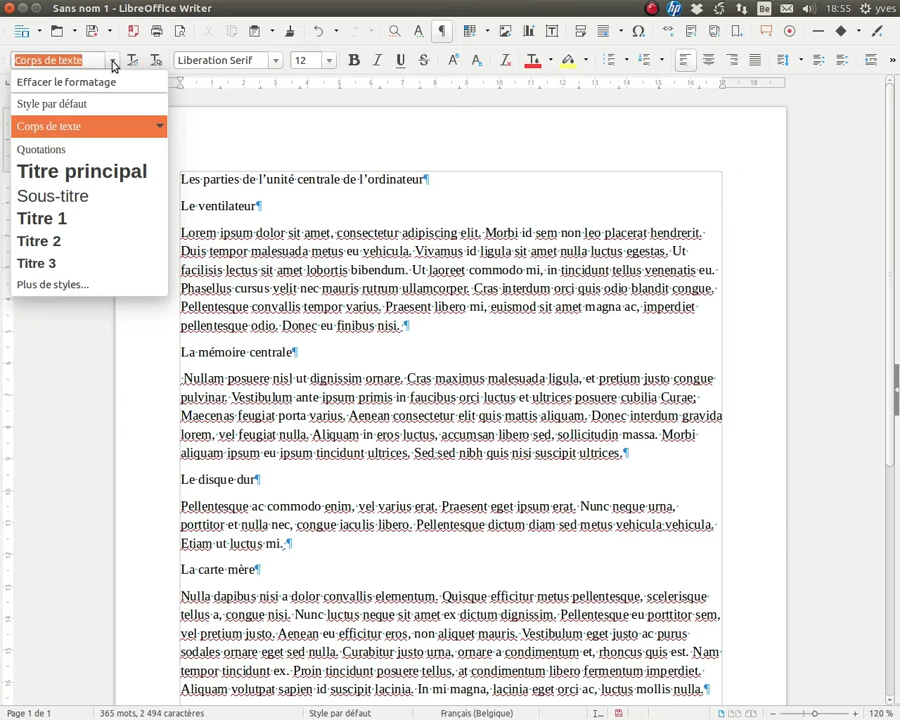 Sans nom 1 - LibreOffice Writer
Be
18:55
yves
Corps de texte
Liberation Serif
12
Effacer le formatage
Style par défaut
Corps de texte
Quotations
Titre principal
Sous-titre
Titre 1
Titre 2
Titre 3
Plus de styles...
Les parties de l’unité centrale de l’ordinateur¶
Le ventilateur¶
Lorem ipsum dolor sit amet, consectetur adipiscing elit. Morbi id sem non leo placerat hendrerit.
Duis tempor malesuada metus eu vehicula. Vivamus id ligula sit amet nulla luctus egestas. Ut
facilisis lectus sit amet lobortis bibendum. Ut laoreet commodo mi, in tincidunt tellus venenatis eu.
Phasellus cursus velit nec mauris rutrum ullamcorper. Cras interdum orci quis odio blandit congue.
Pellentesque convallis tempor varius. Praesent libero mi, euismod sit amet magna ac, imperdiet
pellentesque odio. Donec eu finibus nisi. ¶
La mémoire centrale¶
Nullam posuere nisl ut dignissim ornare. Cras maximus malesuada ligula, et pretium justo congue
pulvinar. Vestibulum ante ipsum primis in faucibus orci luctus et ultrices posuere cubilia Curae;
Maecenas feugiat porta varius. Aenean consectetur elit quis mattis aliquam. Donec interdum gravida
lorem, vel feugiat nulla. Aliquam in eros luctus, accumsan libero sed, sollicitudin massa. Morbi
aliquam ipsum eu ipsum tincidunt ultrices. Sed sed nibh quis nisi suscipit ultrices.¶
Le disque dur¶
Pellentesque ac commodo enim, vel varius erat. Praesent eget ipsum erat. Nunc neque urna,
porttitor et nulla nec, congue iaculis libero. Pellentesque dictum diam sed metus vehicula vehicula.
Etiam ut luctus mi. ¶
La carte mère¶
Nulla dapibus nisi a dolor convallis elementum. Quisque efficitur metus pellentesque, scelerisque
tellus a, congue nisi. Nunc luctus neque sit amet ex dictum dignissim. Pellentesque eu porttitor sem,
vel pretium justo. Aenean eu efficitur eros, non aliquet mauris. Vestibulum eget justo ac purus
sodales ornare eget sed nulla. Curabitur justo urna, ornare a condimentum et, rhoncus quis est. Nam
tempor tincidunt ex. Proin tincidunt posuere tellus, at condimentum libero fermentum imperdiet.
Aliquam volutpat sapien id suscipit lacinia. In mi magna, lacinia eget orci ac, luctus mollis nulla.¶
Page 1 de 1
365 mots, 2 494 caractères
Style par défaut
Français (Belgique)
120 %